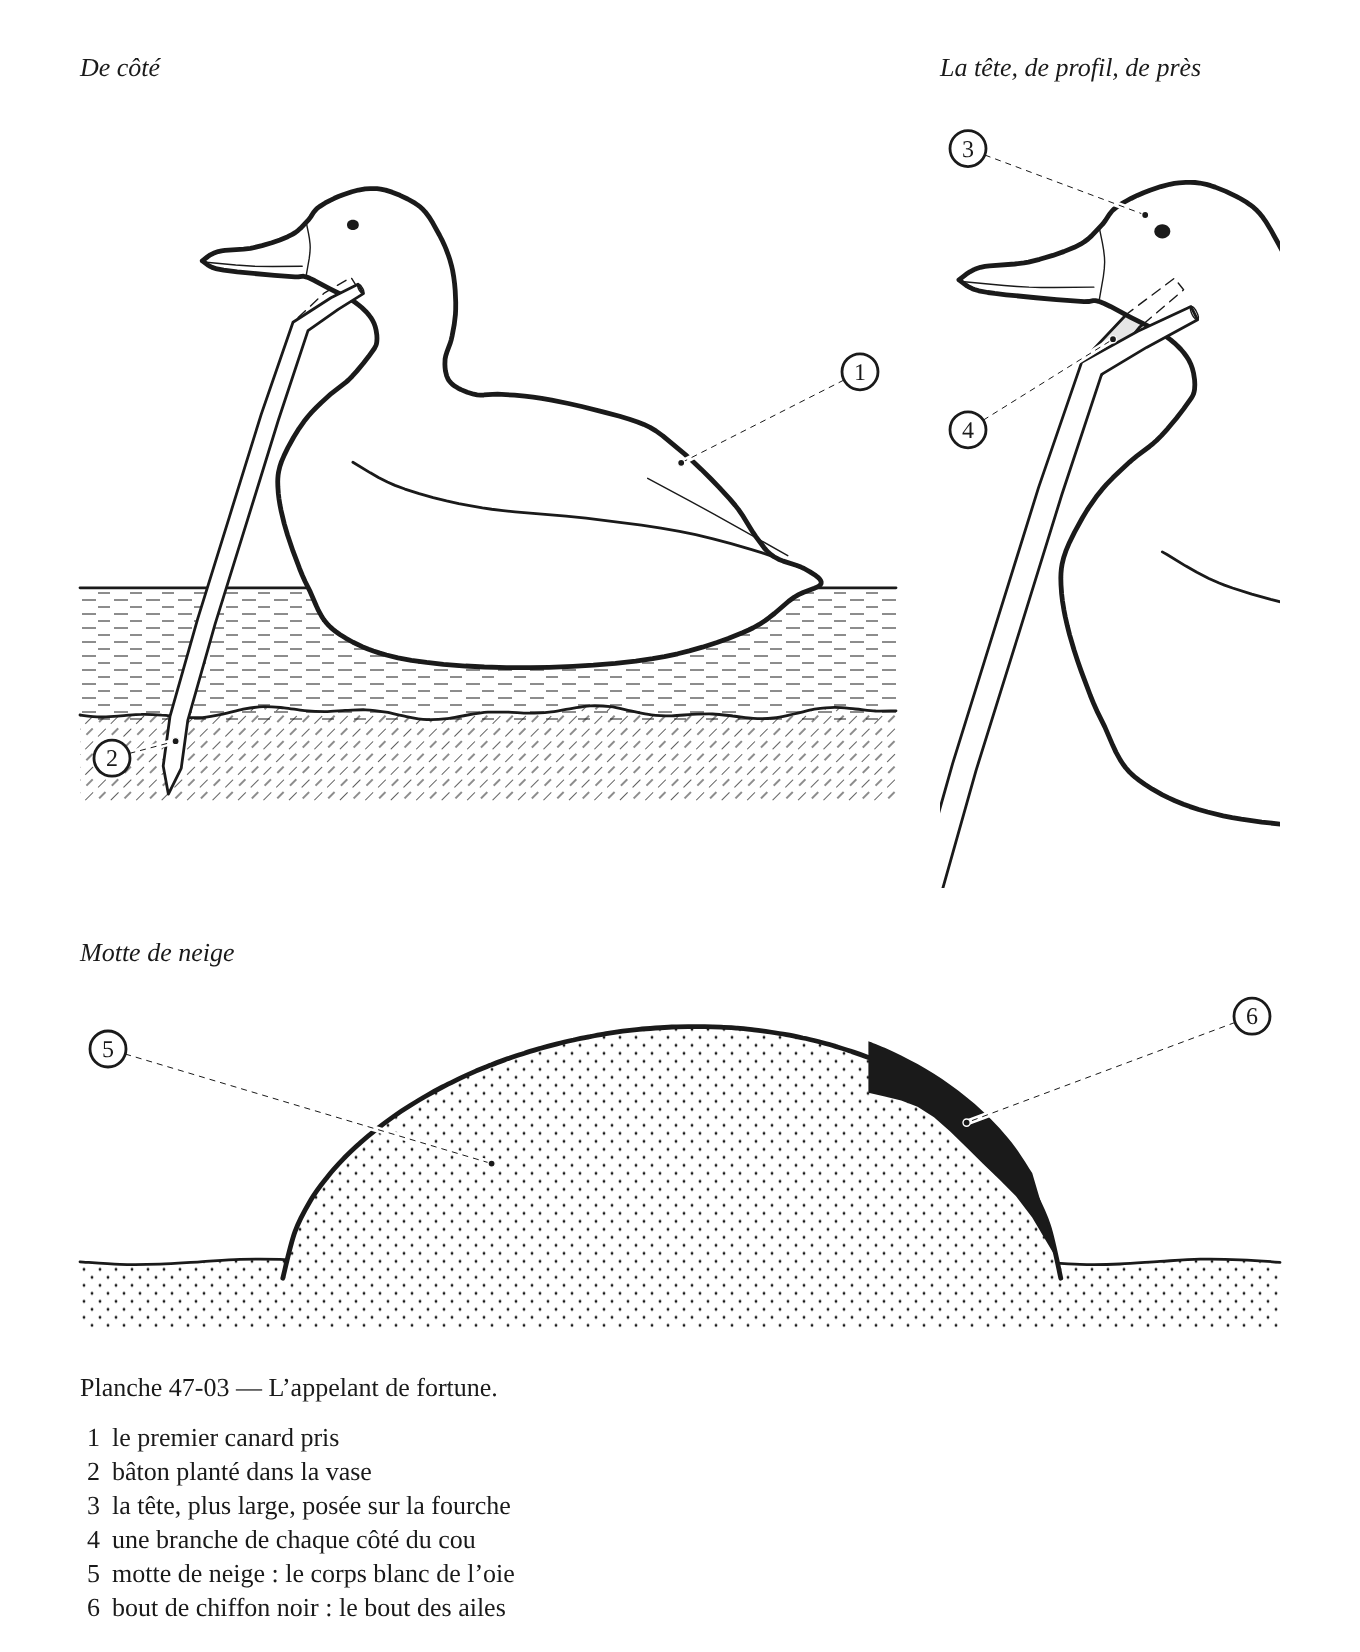 De côté
La tête, de profil, de près
3
1
4
2
Motte de neige
5
6
Planche 47-03 — L’appelant de fortune.
1 le premier canard pris
2 bâton planté dans la vase
3 la tête, plus large, posée sur la fourche
4 une branche de chaque côté du cou
5 motte de neige : le corps blanc de l’oie
6 bout de chiffon noir : le bout des ailes